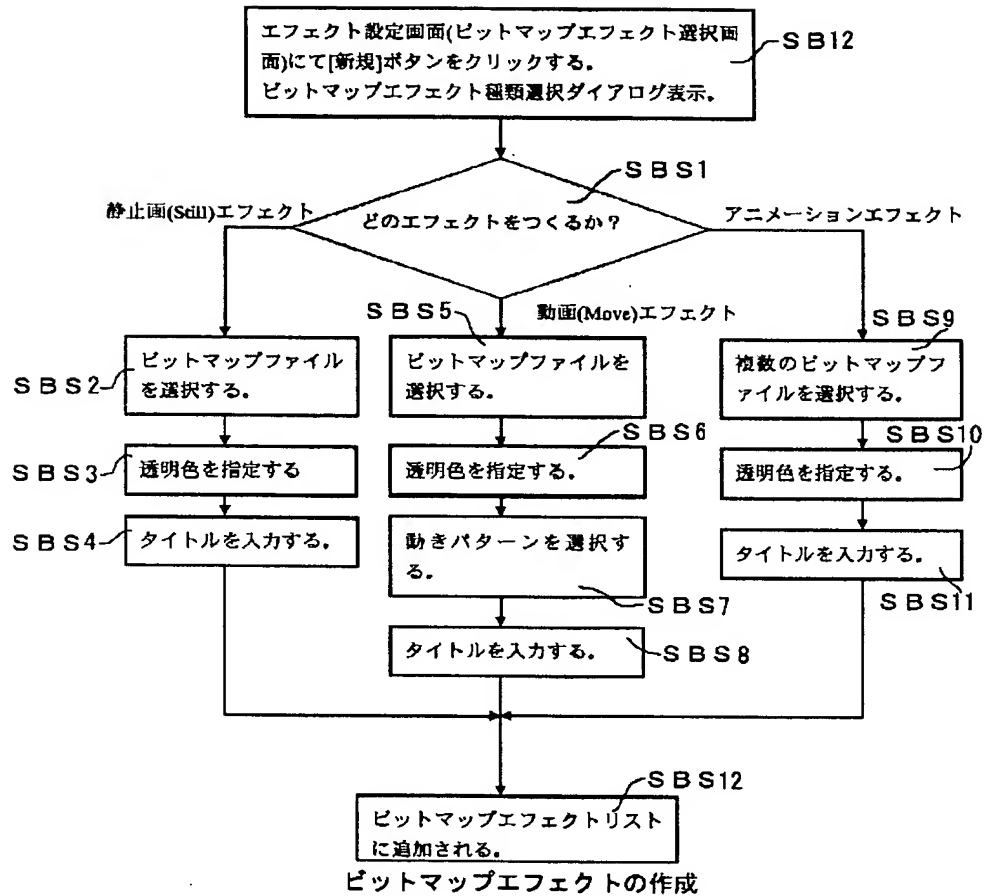 エフェクト設定画面(ビットマップエフェクト選択画
面)にて[新規]ボタンをクリックする。
ビットマップエフェクト種類選択ダイアログ表示。
SB12
SBS1
静止画(Still)エフェクト
どのエフェクトをつくるか?
アニメーションエフェクト
SBS5
動画(Move)エフェクト
SBS9
SBS2
ビットマップファイル
を選択する。
ビットマップファイルを
選択する。
複数のビットマップフ
ァイルを選択する。
SBS6
SBS10
SBS3
透明色を指定する
透明色を指定する。
透明色を指定する。
SBS4
タイトルを入力する。
動きパターンを選択す
る。
タイトルを入力する。
SBS7
SBS11
タイトルを入力する。
SBS8
SBS12
ビットマップエフェクトリスト
に追加される。
ビットマップエフェクトの作成